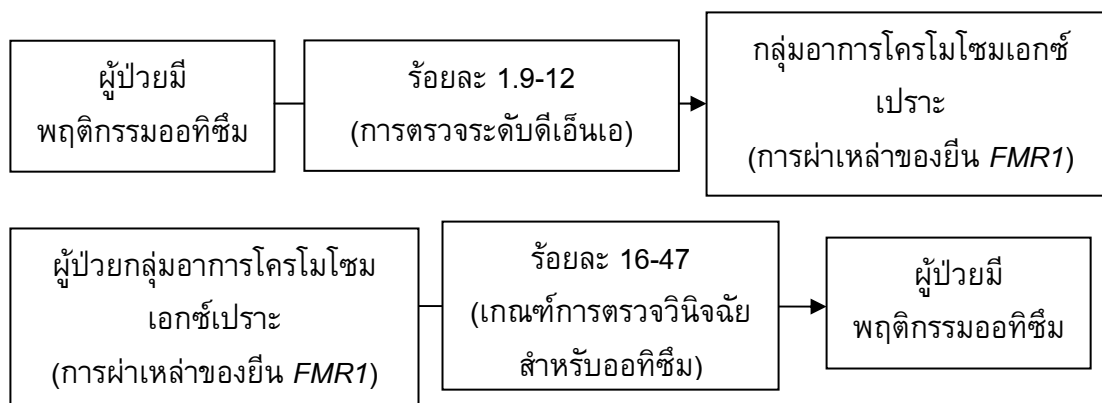 ผู้ป่วยมี
พฤติกรรมออทิซึม
ร้อยละ 1.9-12
(การตรวจระดับดีเอ็นเอ)
กลุ่มอาการโครโมโซมเอกซ์
เปราะ
(การผ่าเหล่าของยีน FMR1)
ผู้ป่วยกลุ่มอาการโครโมโซม
เอกซ์เปราะ
(การผ่าเหล่าของยีน FMR1)
ร้อยละ 16-47
(เกณฑ์การตรวจวินิจฉัย
สำหรับออทิซึม)
ผู้ป่วยมี
พฤติกรรมออทิซึม